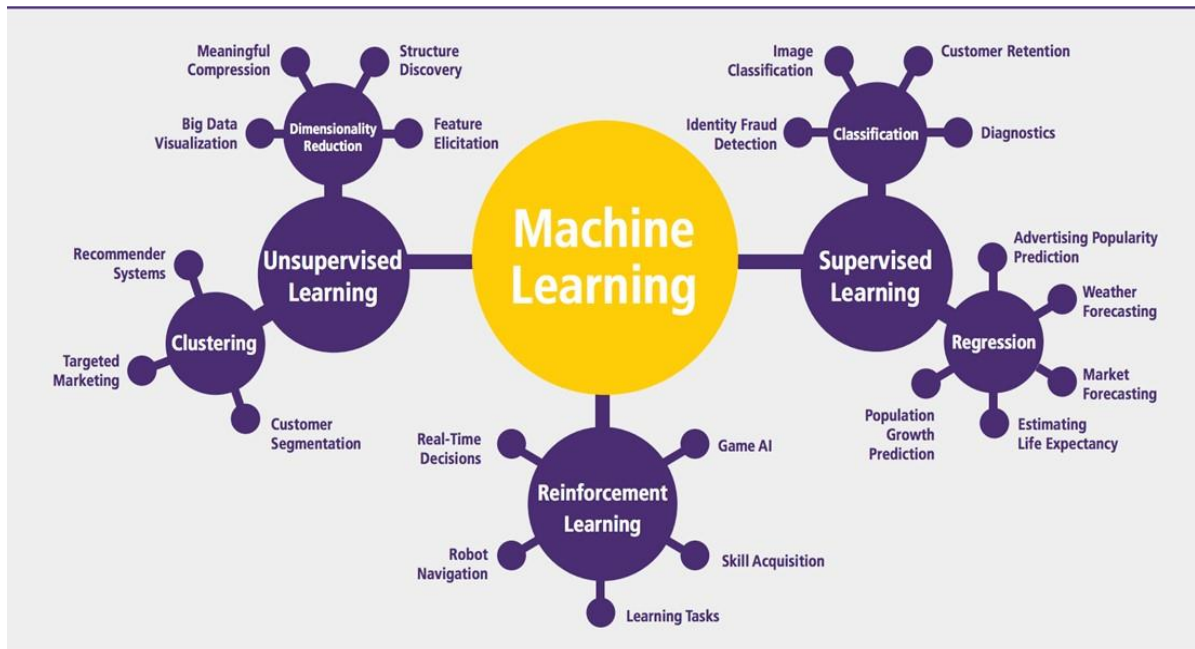 Meaningful
Compression
Structure
Discovery
Big Data
Visualization
Dimensionality
Reduction
Feature
Elicitation
Recommender
Systems
Unsupervised
Learning
Clustering
Targeted
Marketing
Customer
Segmentation
Machine
Learning
Image
Classification
Customer Retention
Identity Fraud
Detection
Classification
Diagnostics
Supervised
Learning
Advertising Popularity
Prediction
Weather
Forecasting
Regression
Market
Forecasting
Population
Growth
Prediction
Estimating
Life Expectancy
Real-Time
Decisions
Game AI
Reinforcement
Learning
Robot
Navigation
Skill Acquisition
Learning Tasks